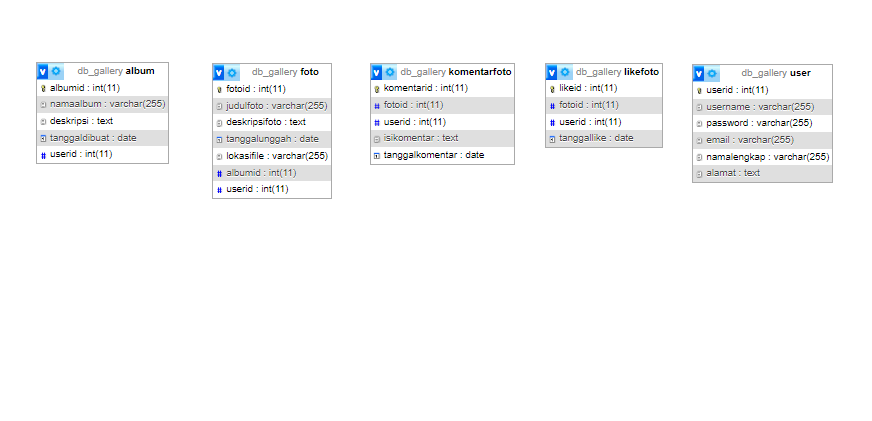 db_gallery album
albumid : int(11)
namaalbum : varchar(255)
deskripsi : text
tanggaldibuat : date
userid : int(11)
db_gallery foto
fotoid : int(11)
judulfoto : varchar(255)
deskripsifoto : text
tanggalunggah : date
lokasifile : varchar(255)
albumid : int(11)
userid : int(11)
db_gallery komentarfoto
komentarid : int(11)
fotoid : int(11)
userid : int(11)
isikomentar : text
tanggalkomentar : date
db_gallery likefoto
likeid : int(11)
fotoid : int(11)
userid : int(11)
tanggallike : date
db_gallery user
userid : int(11)
username : varchar(255)
password : varchar(255)
email : varchar(255)
namalengkap : varchar(255)
alamat : text